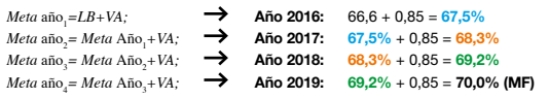 Meta año₁=LB+VA; → Año 2016: 66,6 + 0,85 = 67,5%
Meta año₂= Meta Año₁+VA; → Año 2017: 67,5% + 0,85 = 68,3%
Meta año₃= Meta Año₂+VA; → Año 2018: 68,3% + 0,85 = 69,2%
Meta año₄= Meta Año₃+VA; → Año 2019: 69,2% + 0,85 = 70,0% (MF)